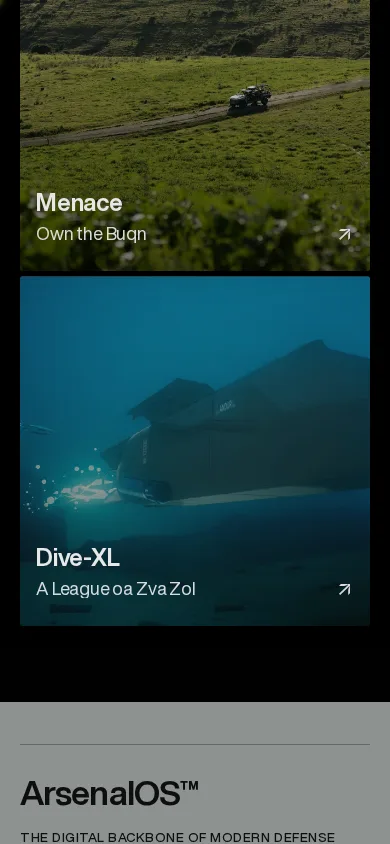 Menace
Own the Buqn
Dive-XL
A League oa Zva Zol
ArsenalOS™
THE DIGITAL BACKBONE OF MODERN DEFENSE